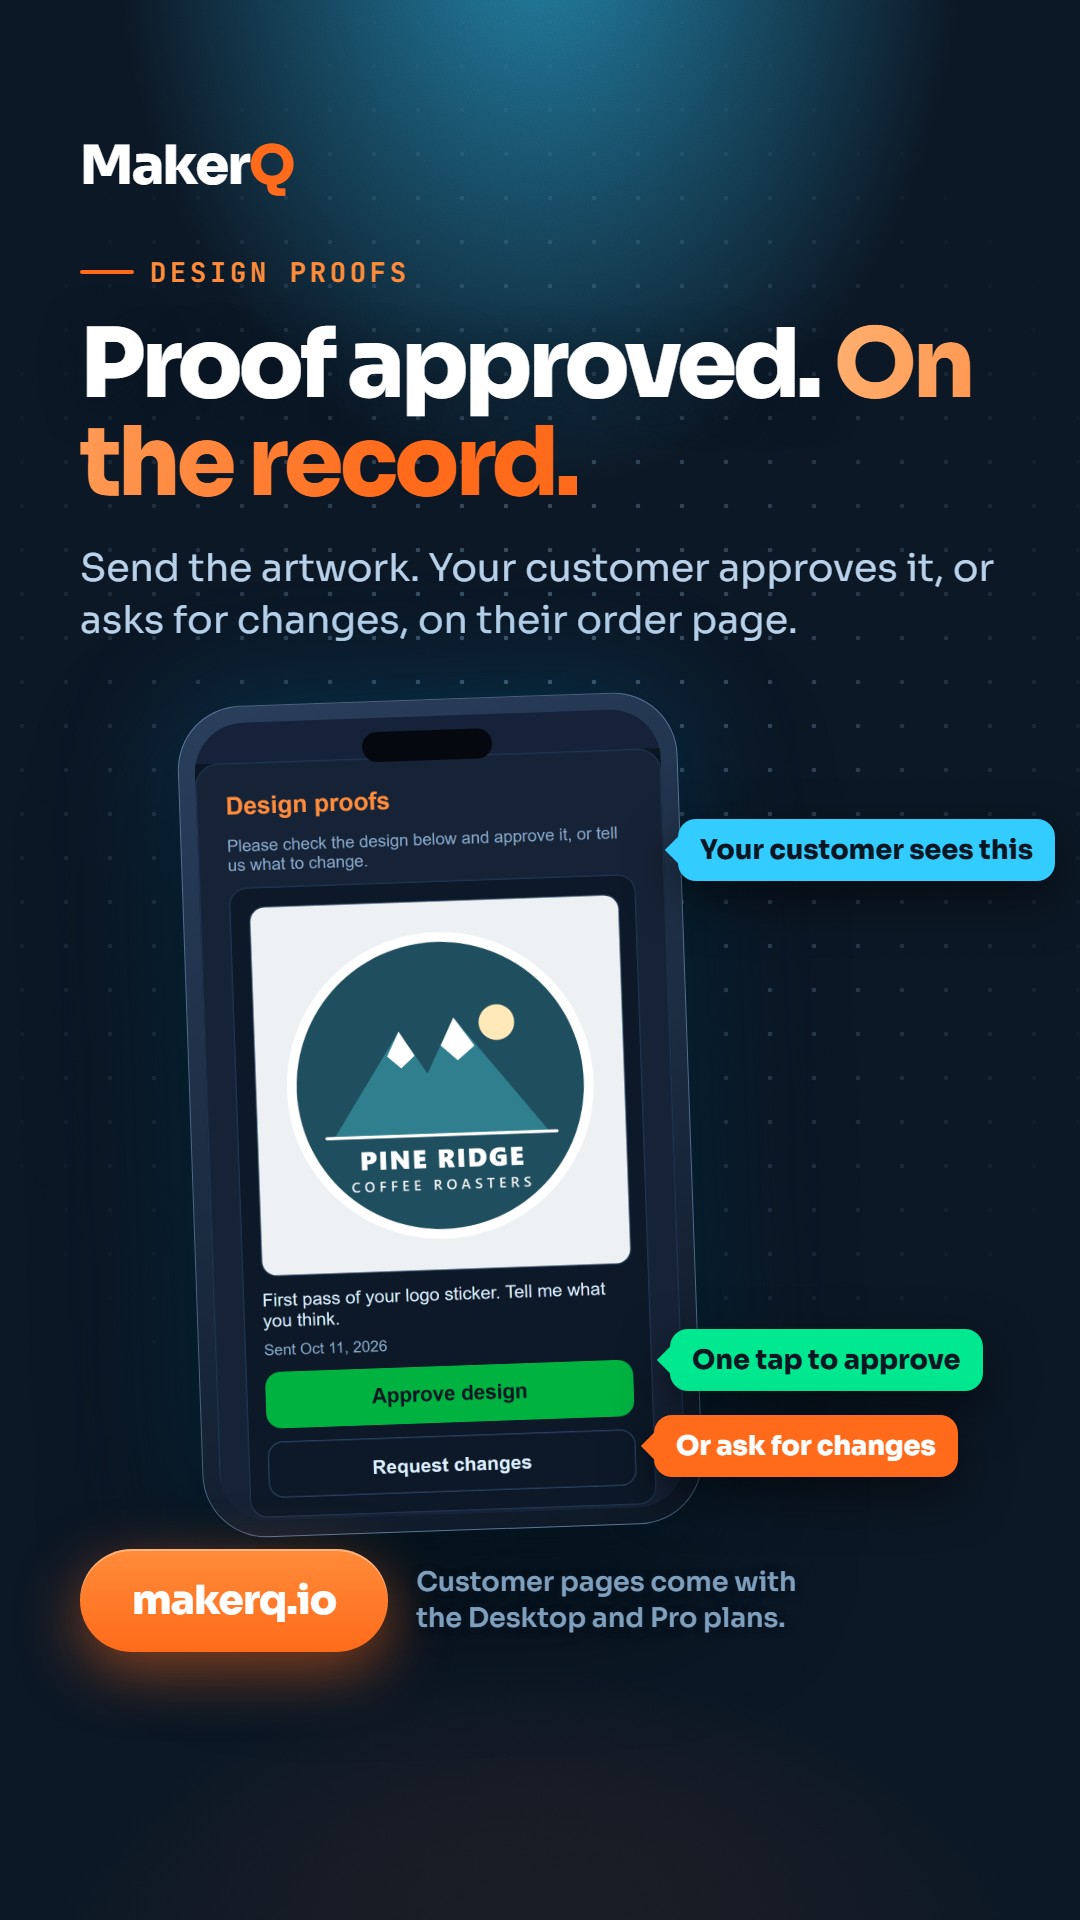 MakerQ
DESIGN PROOFS
Proof approved. On
the record.
Send the artwork. Your customer approves it, or
asks for changes, on their order page.
Design proofs
Please check the design below and approve it, or tell
us what to change.
Your customer sees this
PINE RIDGE
COFFEE ROASTERS
First pass of your logo sticker. Tell me what
you think.
Sent Oct 11, 2026
One tap to approve
Approve design
Or ask for changes
Request changes
makerq.io
Customer pages come with
the Desktop and Pro plans.